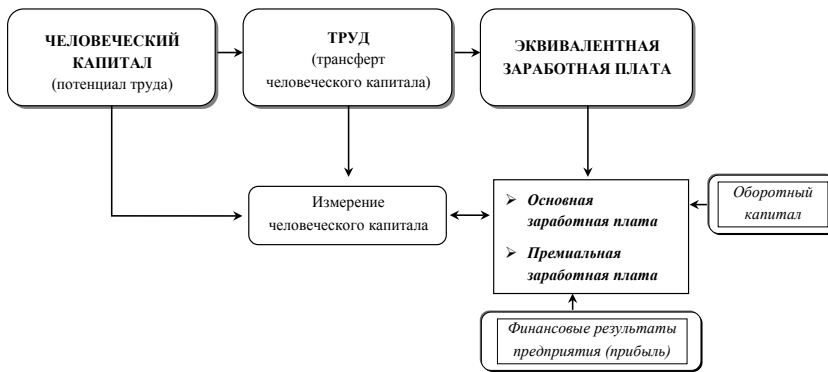 ЧЕЛОВЕЧЕСКИЙ
КАПИТАЛ
(потенциал труда)
ТРУД
(трансферт
человеческого капитала)
ЭКВИВАЛЕНТНАЯ
ЗАРАБОТНАЯ ПЛАТА
Измерение
человеческого капитала
➢ Основная
заработная плата
➢ Премиальная
заработная плата
Оборотный
капитал
Финансовые результаты
предприятия (прибыль)